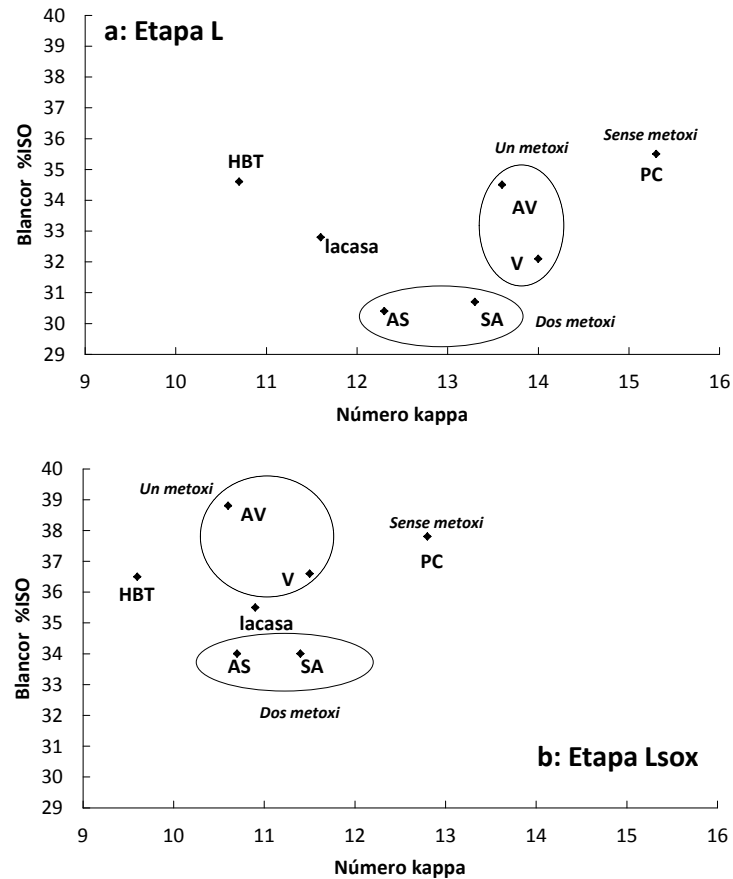 a: Etapa L
40
39
38
37
36
35
34
33
32
31
30
29
Blancor %ISO
HBT
lacasa
Un metoxi
AV
V
Sense metoxi
PC
AS
SA
Dos metoxi
9 10 11 12 13 14 15 16
Número kappa
40
39
38
37
36
35
34
33
32
31
30
29
Blancor %ISO
Un metoxi
AV
V
Sense metoxi
PC
HBT
lacasa
AS
SA
Dos metoxi
b: Etapa Lsox
9 10 11 12 13 14 15 16
Número kappa